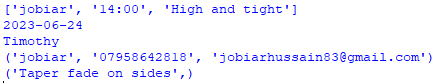 ['jobiar', '14:00', 'High and tight']
2023-06-24
Timothy
('jobiar', '07958642818', 'jobiarhussain83@gmail.com')
('Taper fade on sides',)